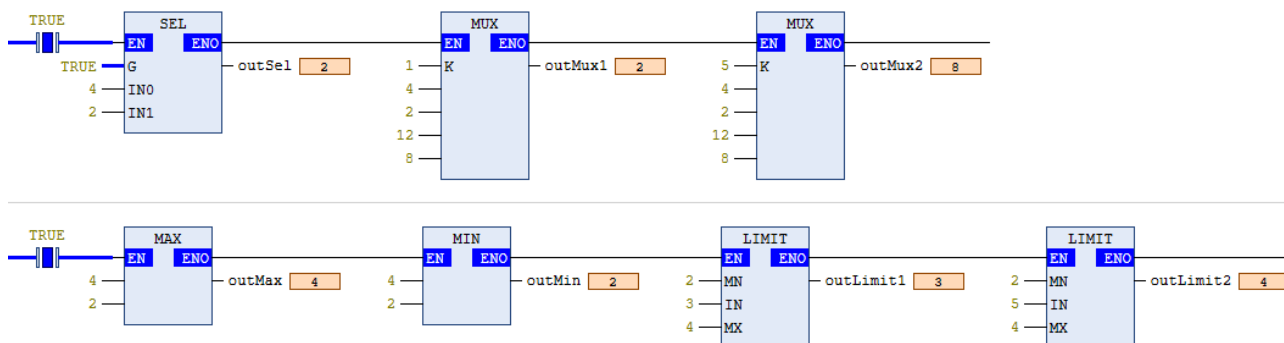 TRUE SEL MUX MUX
EN ENO EN ENO EN ENO
TRUE G outSel 2 1 K outMux1 2 5 K outMux2 8
4 IN0 4 4
2 IN1 2 2
12 12
8 8
TRUE MAX MIN LIMIT LIMIT
EN ENO EN ENO EN ENO EN ENO
4 outMax 4 4 outMin 2 2 MN outLimit1 3 2 MN outLimit2 4
2 2 3 IN 5 IN
4 MX 4 MX